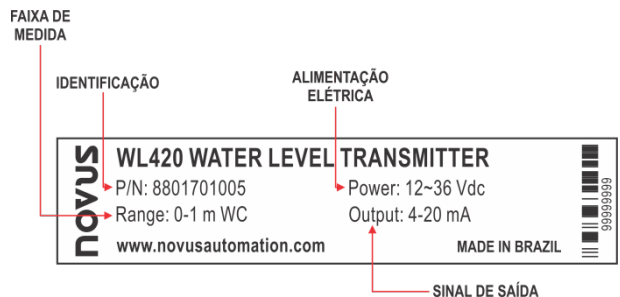 FAIXA DE
MEDIDA
IDENTIFICAÇÃO
ALIMENTAÇÃO
ELÉTRICA
novus
WL420 WATER LEVEL TRANSMITTER
P/N: 8801701005
Power: 12~36 Vdc
Range: 0-1 m WC
Output: 4-20 mA
www.novusautomation.com
MADE IN BRAZIL
99999999
SINAL DE SAÍDA